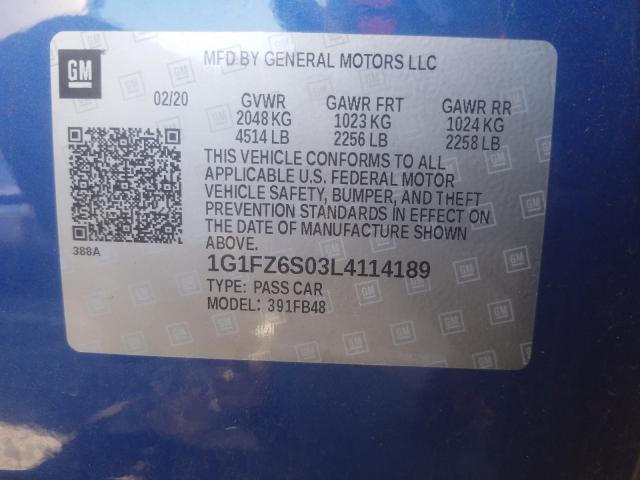 GM
MFD BY GENERAL MOTORS LLC
02/20 GVWR GAWR FRT GAWR RR
2048 KG 1023 KG 1024 KG
4514 LB 2256 LB 2258 LB
THIS VEHICLE CONFORMS TO ALL
APPLICABLE U.S. FEDERAL MOTOR
VEHICLE SAFETY, BUMPER, AND THEFT
PREVENTION STANDARDS IN EFFECT ON
THE DATE OF MANUFACTURE SHOWN
ABOVE.
388A
1G1FZ6S03L4114189
TYPE: PASS CAR
MODEL: 391FB48